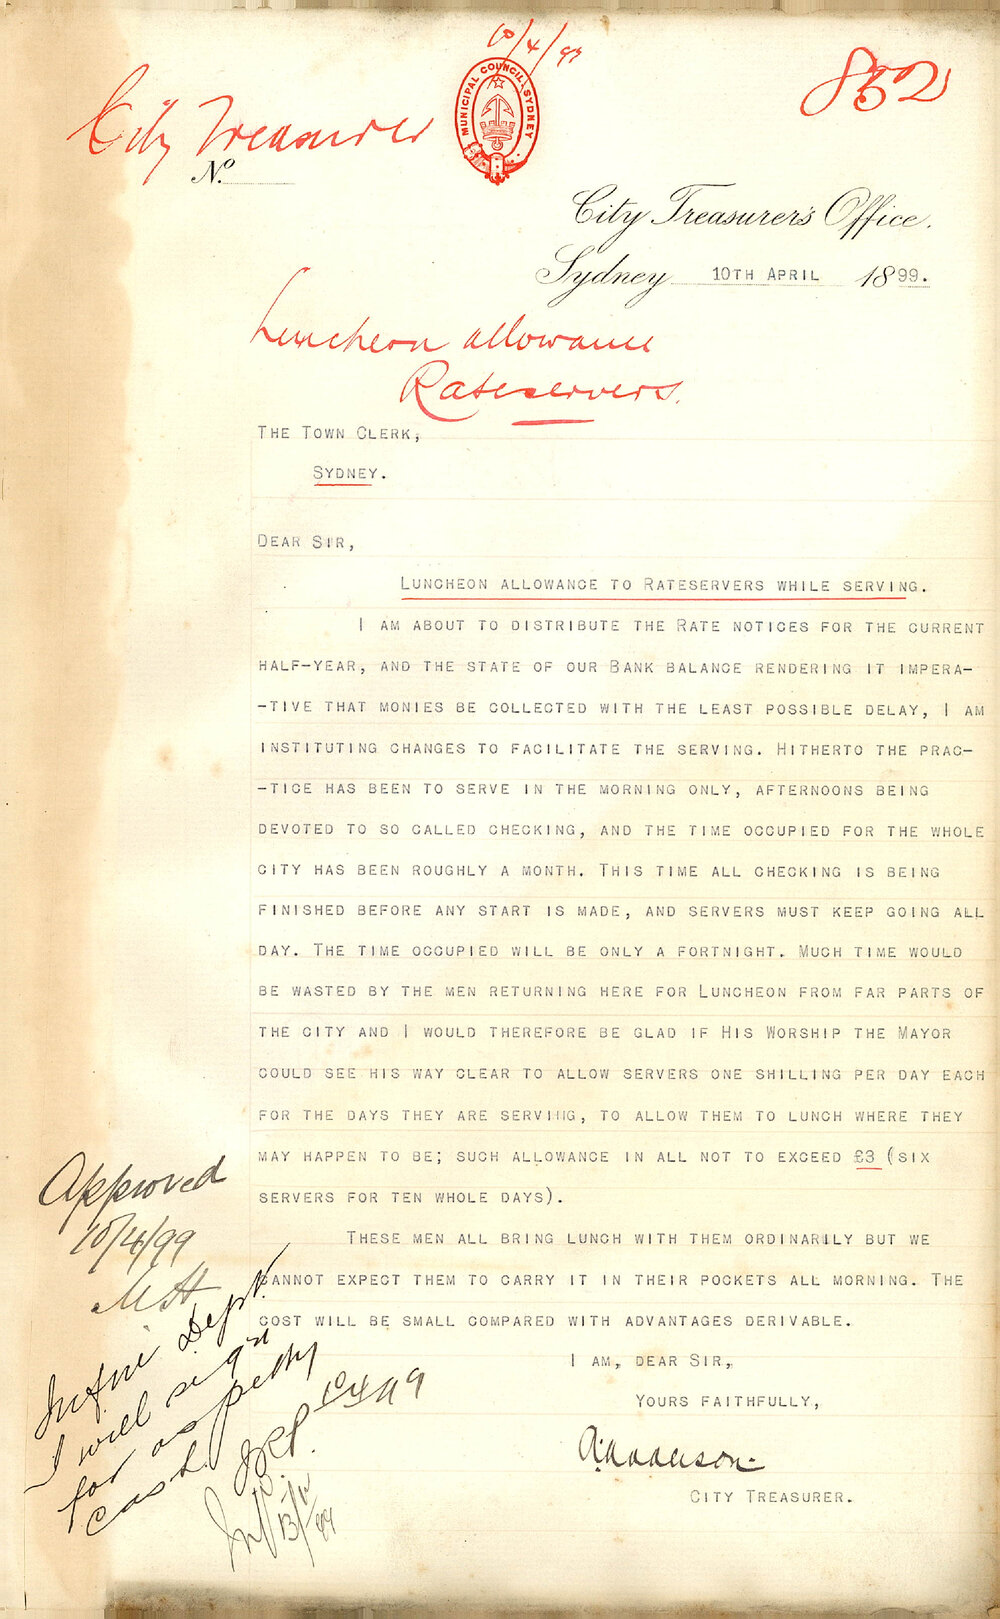 10/4/99
852
City Treasurer
MUNICIPAL COUNCIL SYDNEY
No.
City Treasurer's Office.
Sydney 10TH APRIL 1899.
Luncheon allowance
Rateservers.
THE TOWN CLERK,
SYDNEY.
DEAR SIR,
LUNCHEON ALLOWANCE TO RATESERVERS WHILE SERVING.
I AM ABOUT TO DISTRIBUTE THE RATE NOTICES FOR THE CURRENT
HALF-YEAR, AND THE STATE OF OUR BANK BALANCE RENDERING IT IMPERA-
-TIVE THAT MONIES BE COLLECTED WITH THE LEAST POSSIBLE DELAY, I AM
INSTITUTING CHANGES TO FACILITATE THE SERVING. HITHERTO THE PRAC-
-TICE HAS BEEN TO SERVE IN THE MORNING ONLY, AFTERNOONS BEING
DEVOTED TO SO CALLED CHECKING, AND THE TIME OCCUPIED FOR THE WHOLE
CITY HAS BEEN ROUGHLY A MONTH. THIS TIME ALL CHECKING IS BEING
FINISHED BEFORE ANY START IS MADE, AND SERVERS MUST KEEP GOING ALL
DAY. THE TIME OCCUPIED WILL BE ONLY A FORTNIGHT. MUCH TIME WOULD
BE WASTED BY THE MEN RETURNING HERE FOR LUNCHEON FROM FAR PARTS OF
THE CITY AND I WOULD THEREFORE BE GLAD IF HIS WORSHIP THE MAYOR
COULD SEE HIS WAY CLEAR TO ALLOW SERVERS ONE SHILLING PER DAY EACH
FOR THE DAYS THEY ARE SERVING, TO ALLOW THEM TO LUNCH WHERE THEY
MAY HAPPEN TO BE; SUCH ALLOWANCE IN ALL NOT TO EXCEED £3 (SIX
SERVERS FOR TEN WHOLE DAYS).
THESE MEN ALL BRING LUNCH WITH THEM ORDINARILY BUT WE
CANNOT EXPECT THEM TO CARRY IT IN THEIR POCKETS ALL MORNING. THE
COST WILL BE SMALL COMPARED WITH ADVANTAGES DERIVABLE.
I AM, DEAR SIR,
YOURS FAITHFULLY,
CITY TREASURER.
Approved
10/4/99
MH
Dept.
I will sign
for as petty
cash.
10/4/99